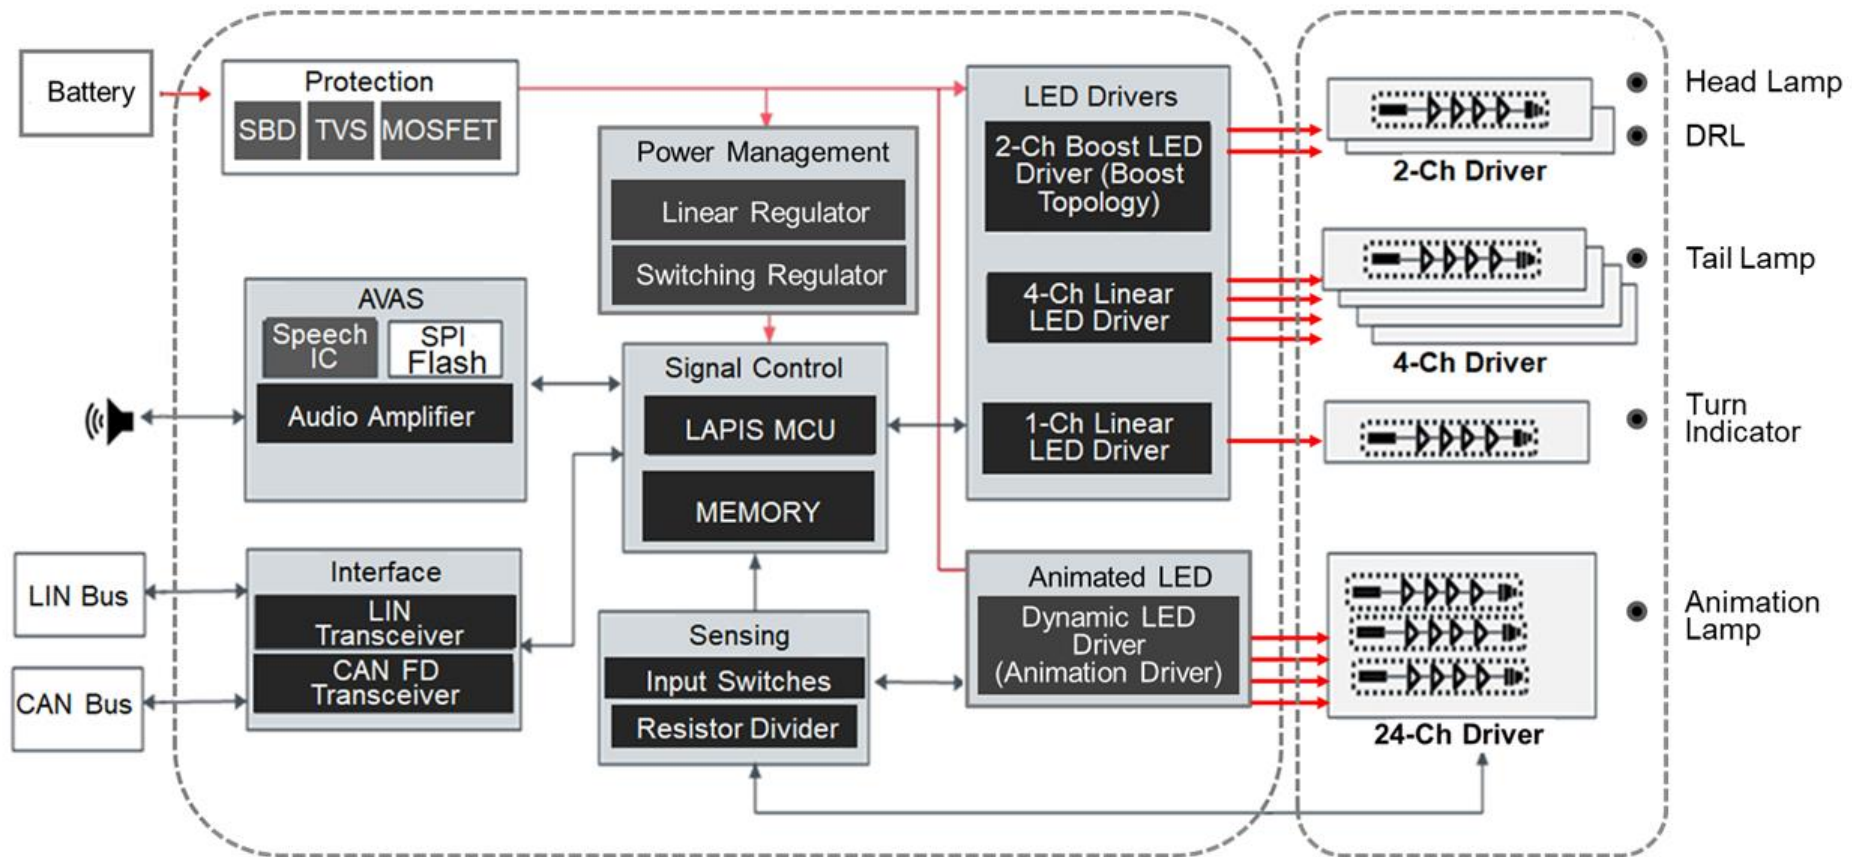 Battery
Protection
SBD
TVS
MOSFET
Power Management
Linear Regulator
Switching Regulator
LED Drivers
2-Ch Boost LED
Driver (Boost
Topology)
4-Ch Linear
LED Driver
1-Ch Linear
LED Driver
2-Ch Driver
Head Lamp
DRL
4-Ch Driver
Tail Lamp
Turn
Indicator
AVAS
Speech
IC
SPI
Flash
Audio Amplifier
Signal Control
LAPIS MCU
MEMORY
LIN Bus
CAN Bus
Interface
LIN
Transceiver
CAN FD
Transceiver
Sensing
Input Switches
Resistor Divider
Animated LED
Dynamic LED
Driver
(Animation Driver)
24-Ch Driver
Animation
Lamp